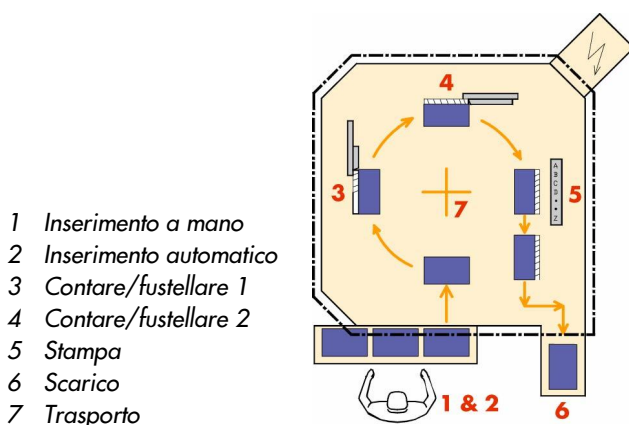 4
3
5
7
A
B
C
D
•
•
Z
1 Inserimento a mano
2 Inserimento automatico
3 Contare/fustellare 1
4 Contare/fustellare 2
5 Stampa
6 Scarico
7 Trasporto
1 & 2
6